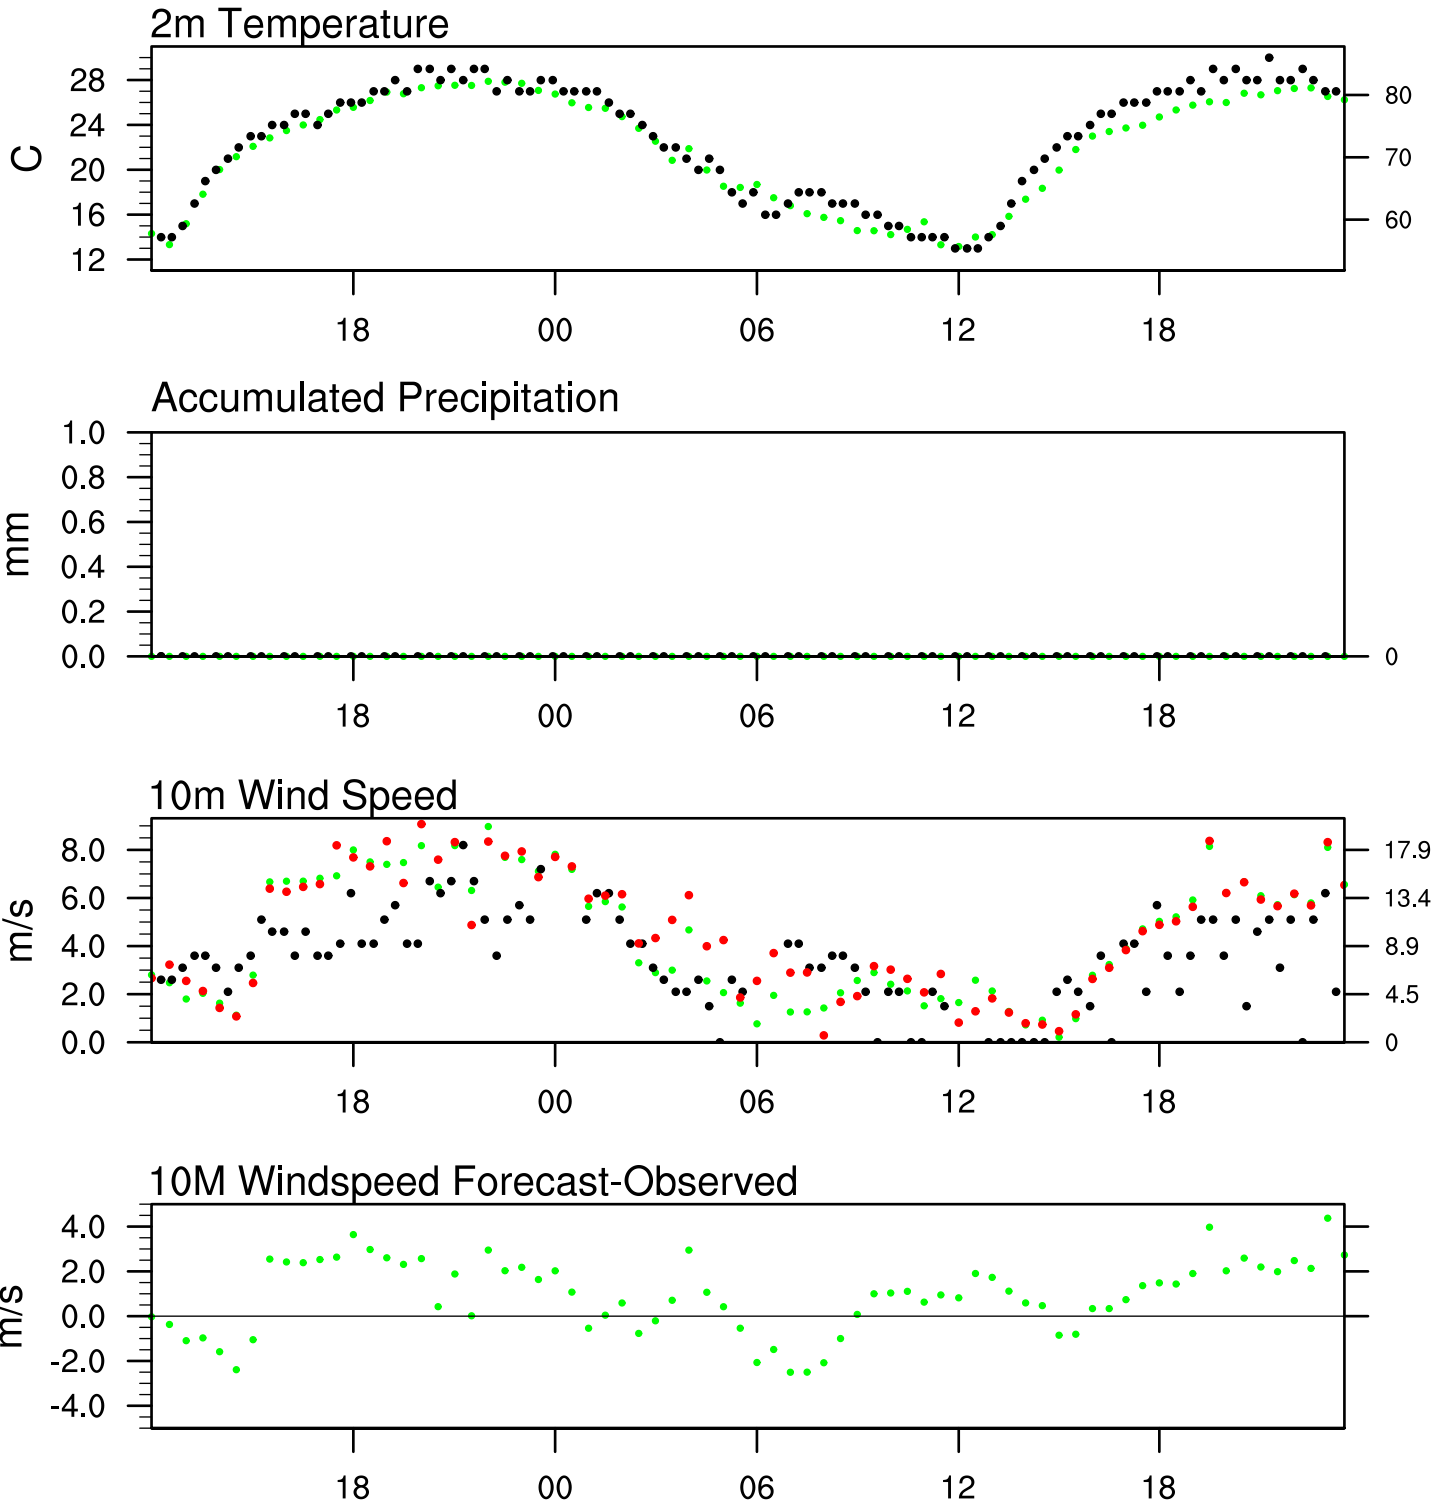 2m Temperature
28
24
20
16
12
C
80
70
60
18 00 06 12 18
Accumulated Precipitation
1.0
0.8
0.6
0.4
0.2
0.0
mm
0
18 00 06 12 18
10m Wind Speed
8.0
6.0
4.0
2.0
0.0
m/s
17.9
13.4
8.9
4.5
0
18 00 06 12 18
10M Windspeed Forecast-Observed
4.0
2.0
0.0
-2.0
-4.0
m/s
18 00 06 12 18